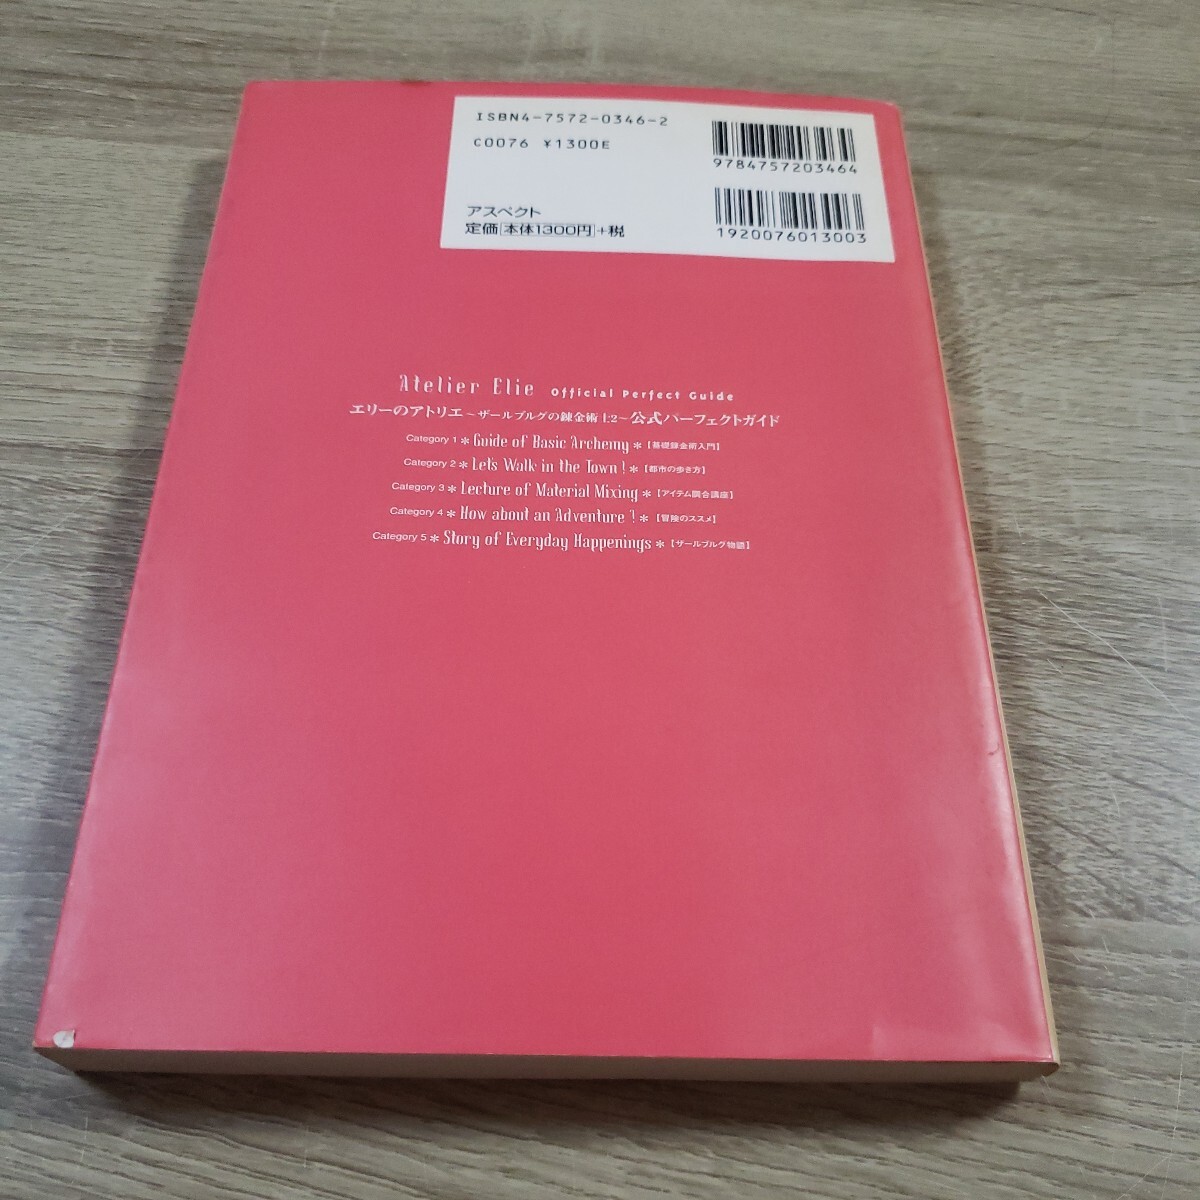 ISBN4-7572-0346-2
C0076 ¥1300E
9784757203464
アスペクト
定価[本体1300円]+税
1920076013003
Atelier Elie Official Perfect Guide
エリーのアトリエ～ザールブルグの錬金術士2～公式パーフェクトガイド
Category 1 * Guide of Basic Archemy * 【基礎錬金術入門】
Category 2 * Let's Walk in the Town! * 【都市の歩き方】
Category 3 * Lecture of Material Mixing * 【アイテム調合講座】
Category 4 * How about an Adventure? * 【冒険のススメ】
Category 5 * Story of Everyday Happenings * 【ザールブルグ物語】